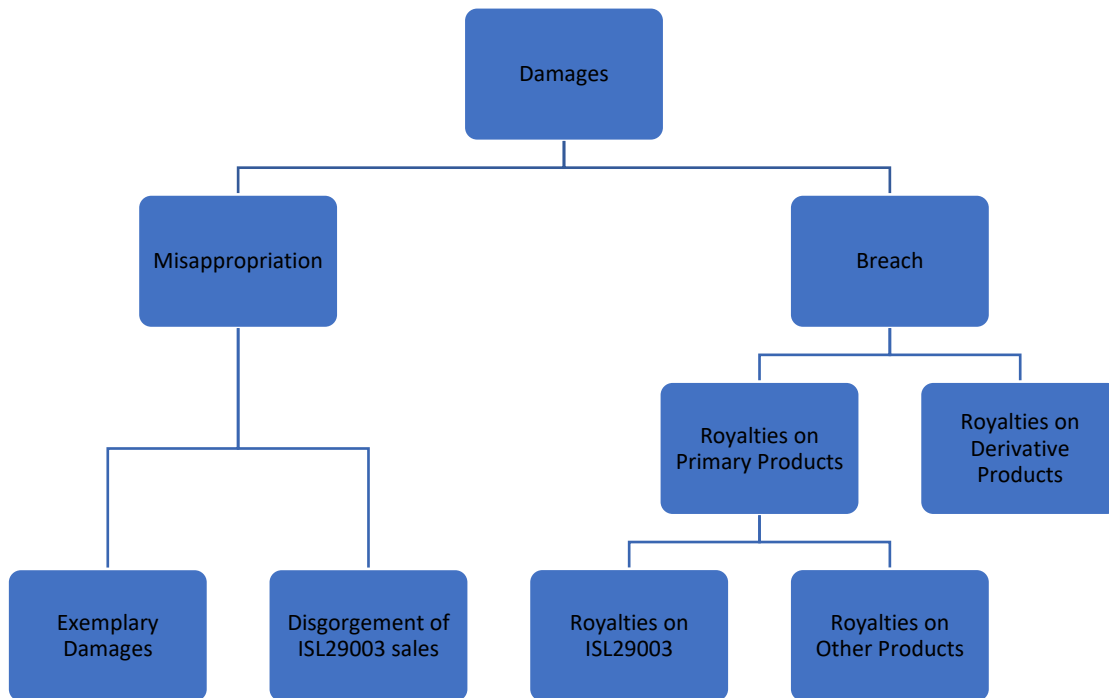 Damages
Misappropriation
Breach
Royalties on
Primary Products
Royalties on
Derivative
Products
Exemplary
Damages
Disgorgement of
ISL29003 sales
Royalties on
ISL29003
Royalties on
Other Products